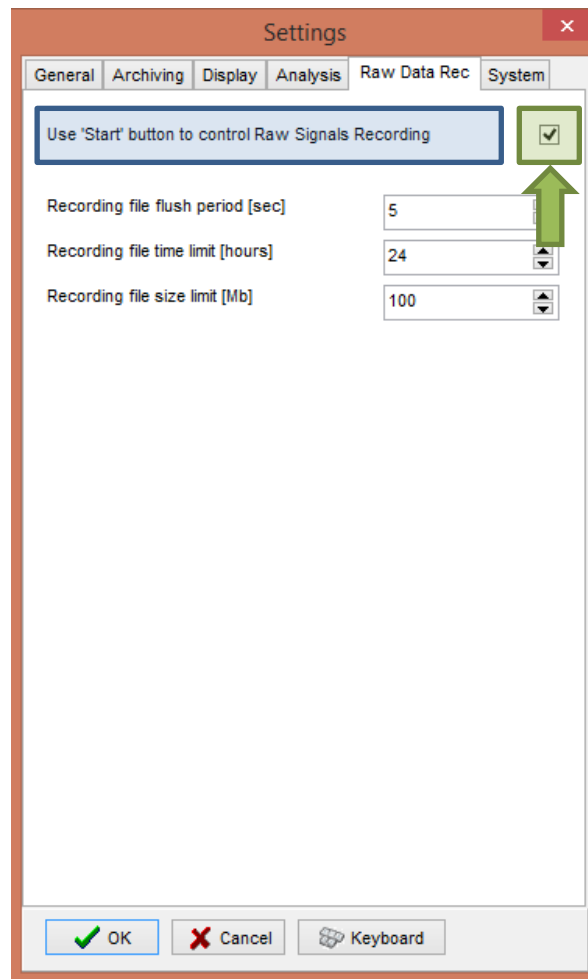 Settings
General Archiving Display Analysis Raw Data Rec System
Use 'Start' button to control Raw Signals Recording
Recording file flush period [sec] 5
Recording file time limit [hours] 24
Recording file size limit [Mb] 100
OK Cancel Keyboard